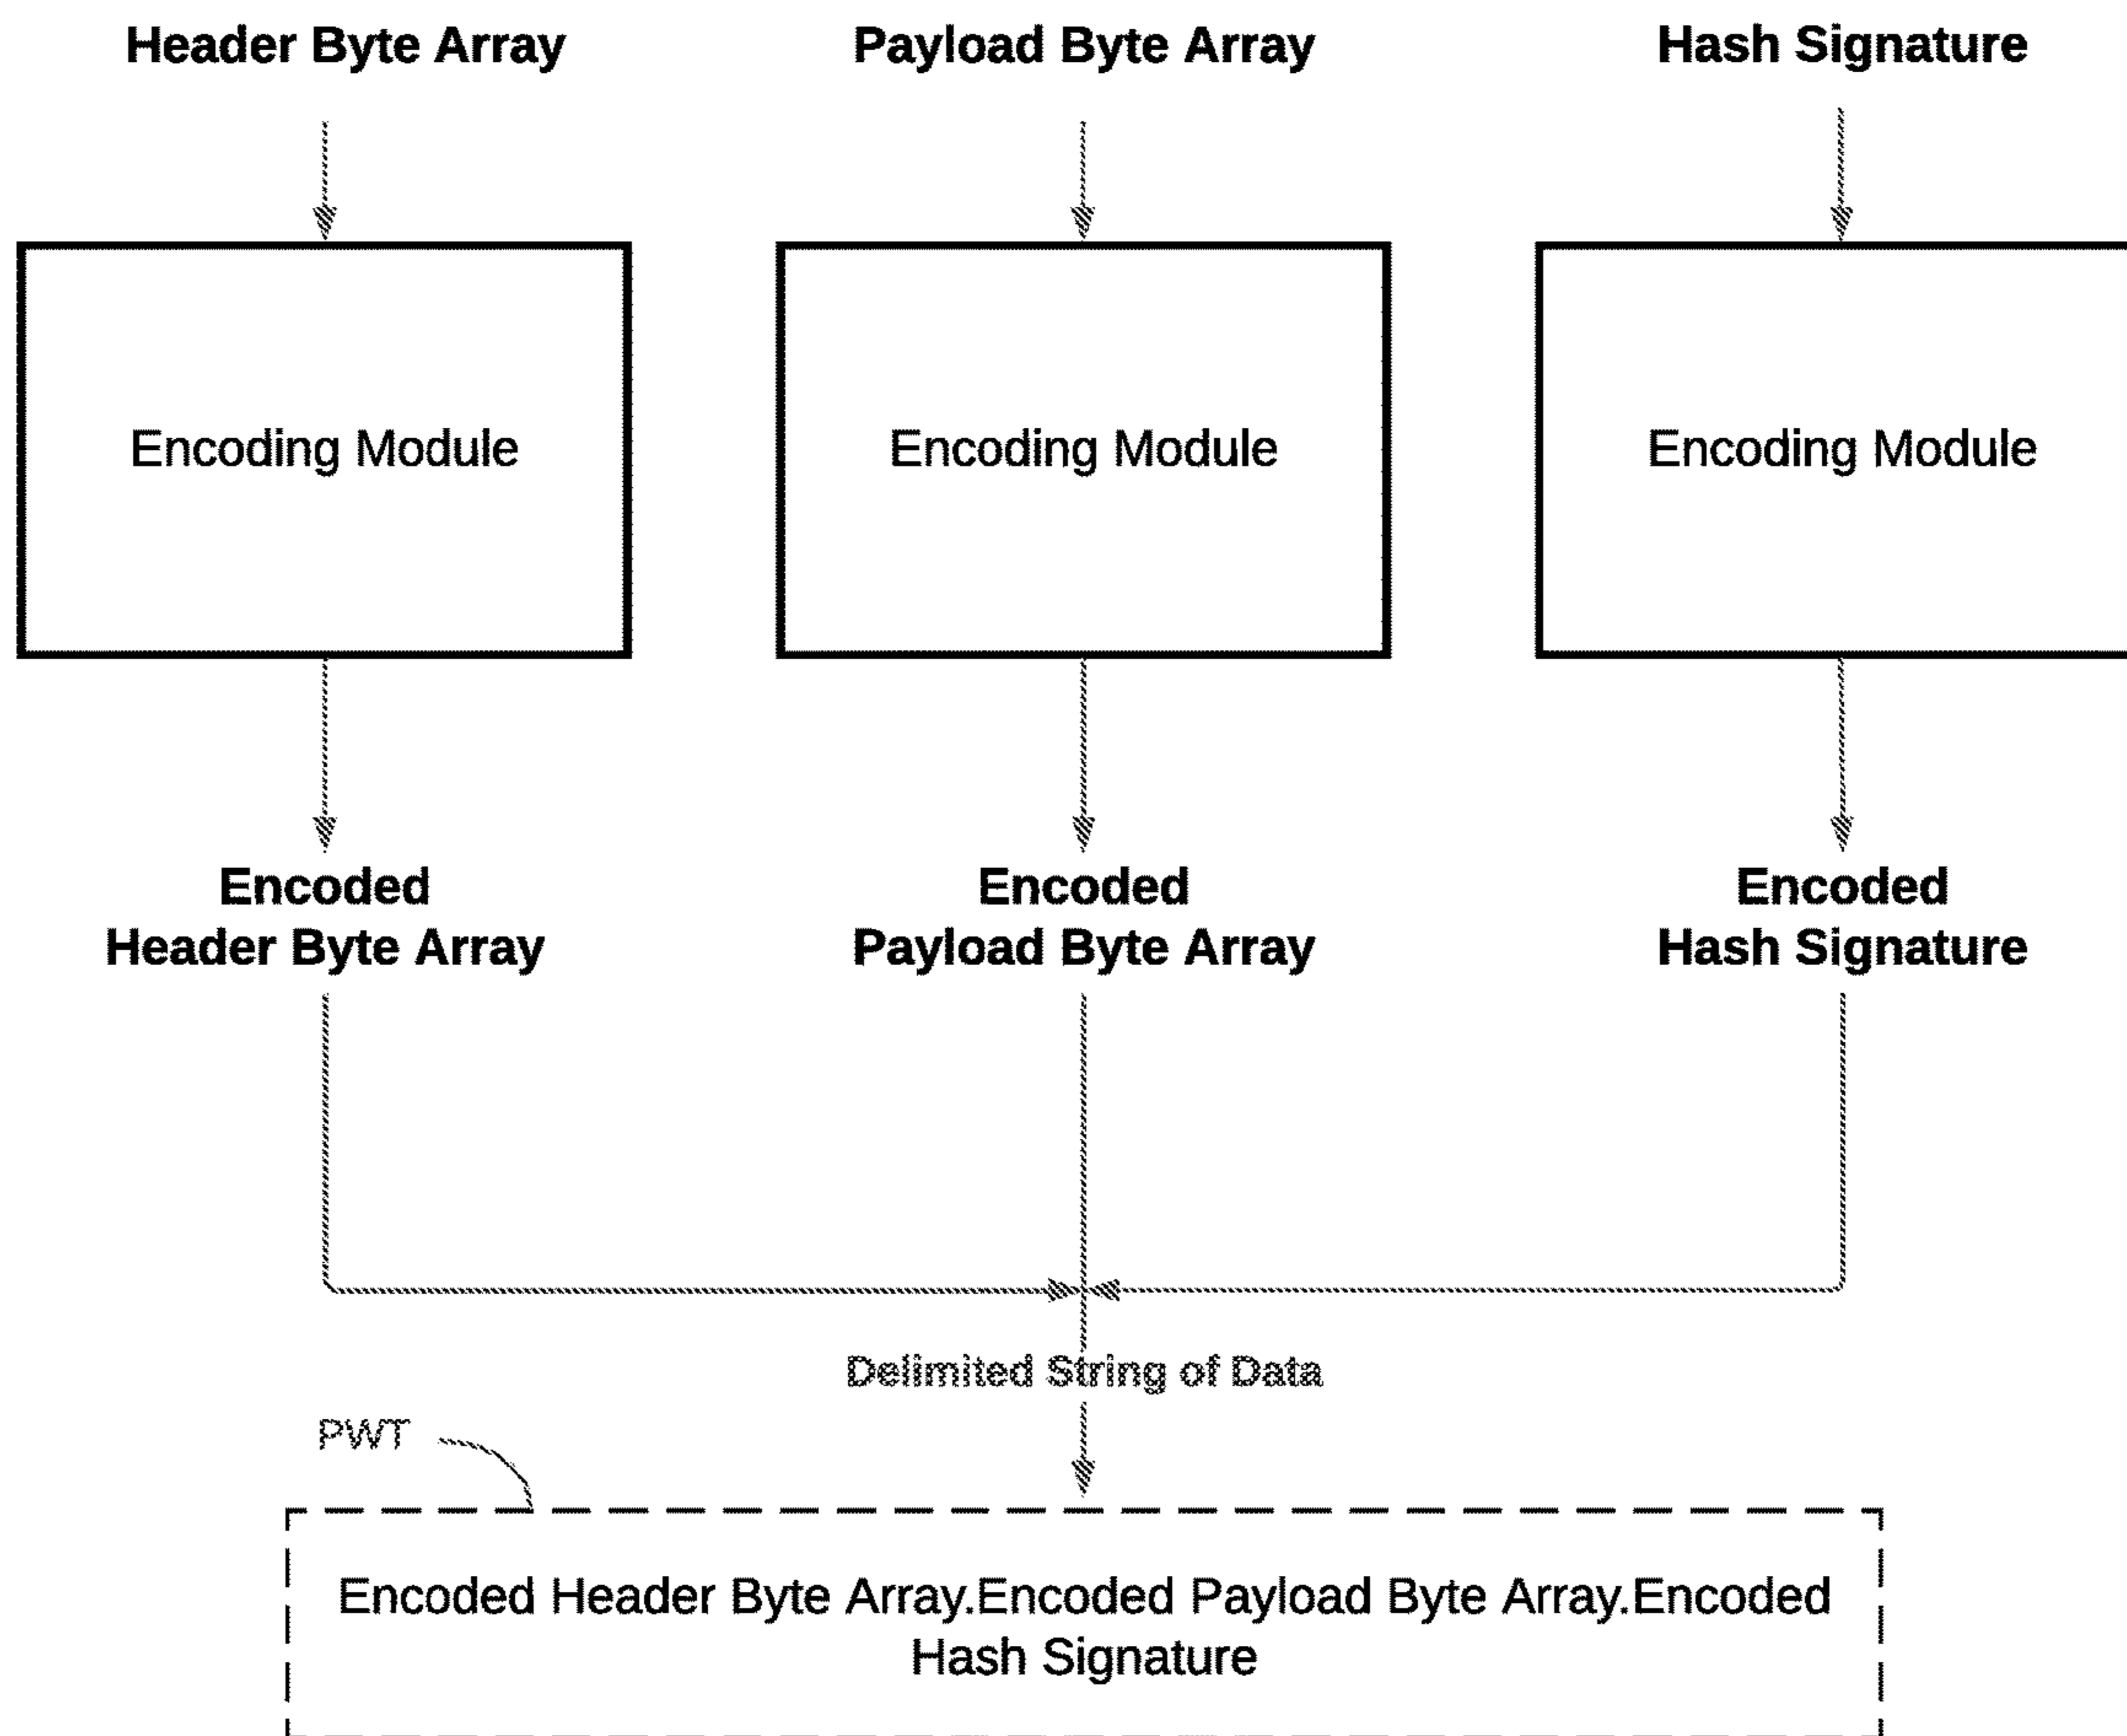 Header Byte Array
Payload Byte Array
Hash Signature
Encoding Module
Encoding Module
Encoding Module
Encoded
Header Byte Array
Encoded
Payload Byte Array
Encoded
Hash Signature
Delimited String of Data
PWT
Encoded Header Byte Array.Encoded Payload Byte Array.Encoded
Hash Signature